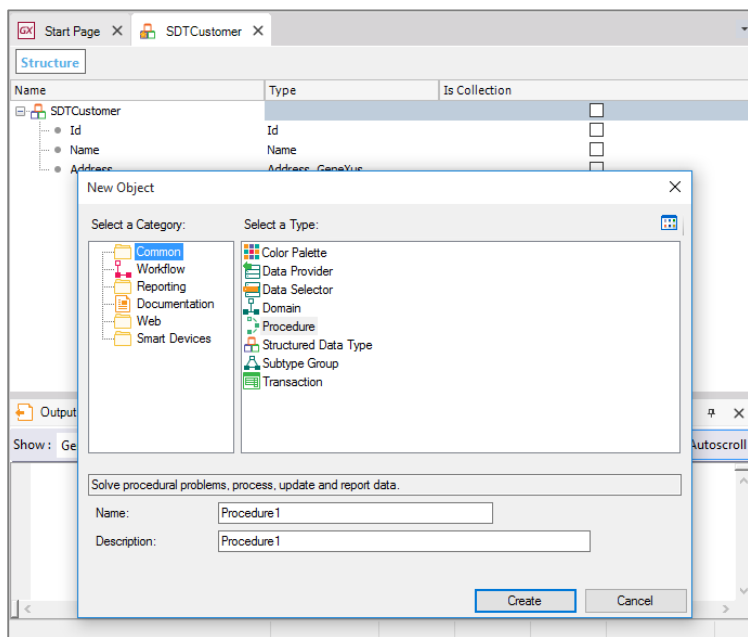 GX Start Page X SDTCustomer X
Structure
Name Type Is Collection
SDTCustomer
Id Id
Name Name
Address Address, GeneXus
New Object
Select a Category: Select a Type:
Common
Workflow
Reporting
Documentation
Web
Smart Devices
Color Palette
Data Provider
Data Selector
Domain
Procedure
Structured Data Type
Subtype Group
Transaction
Output
Show: Ge
Autoscroll
Solve procedural problems, process, update and report data.
Name: Procedure1
Description: Procedure1
Create Cancel